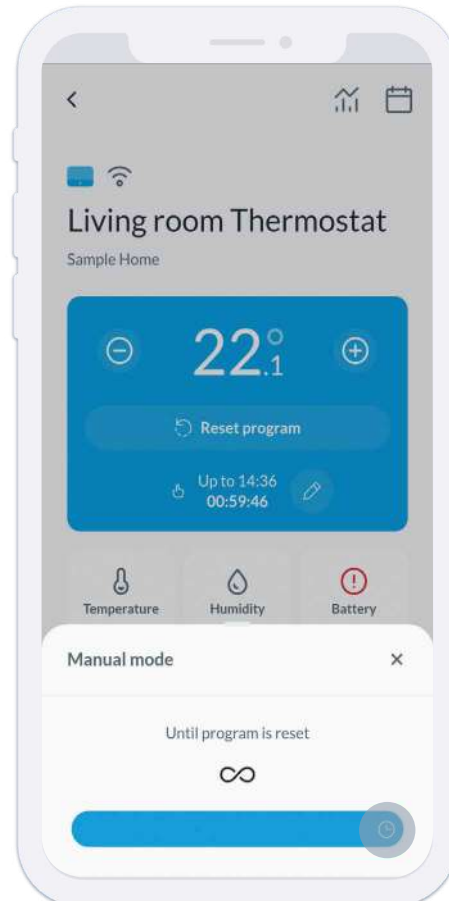 Living room Thermostat
Sample Home
22.1°
Reset program
Up to 14:36
00:59:46
Temperature Humidity Battery
Manual mode
Until program is reset